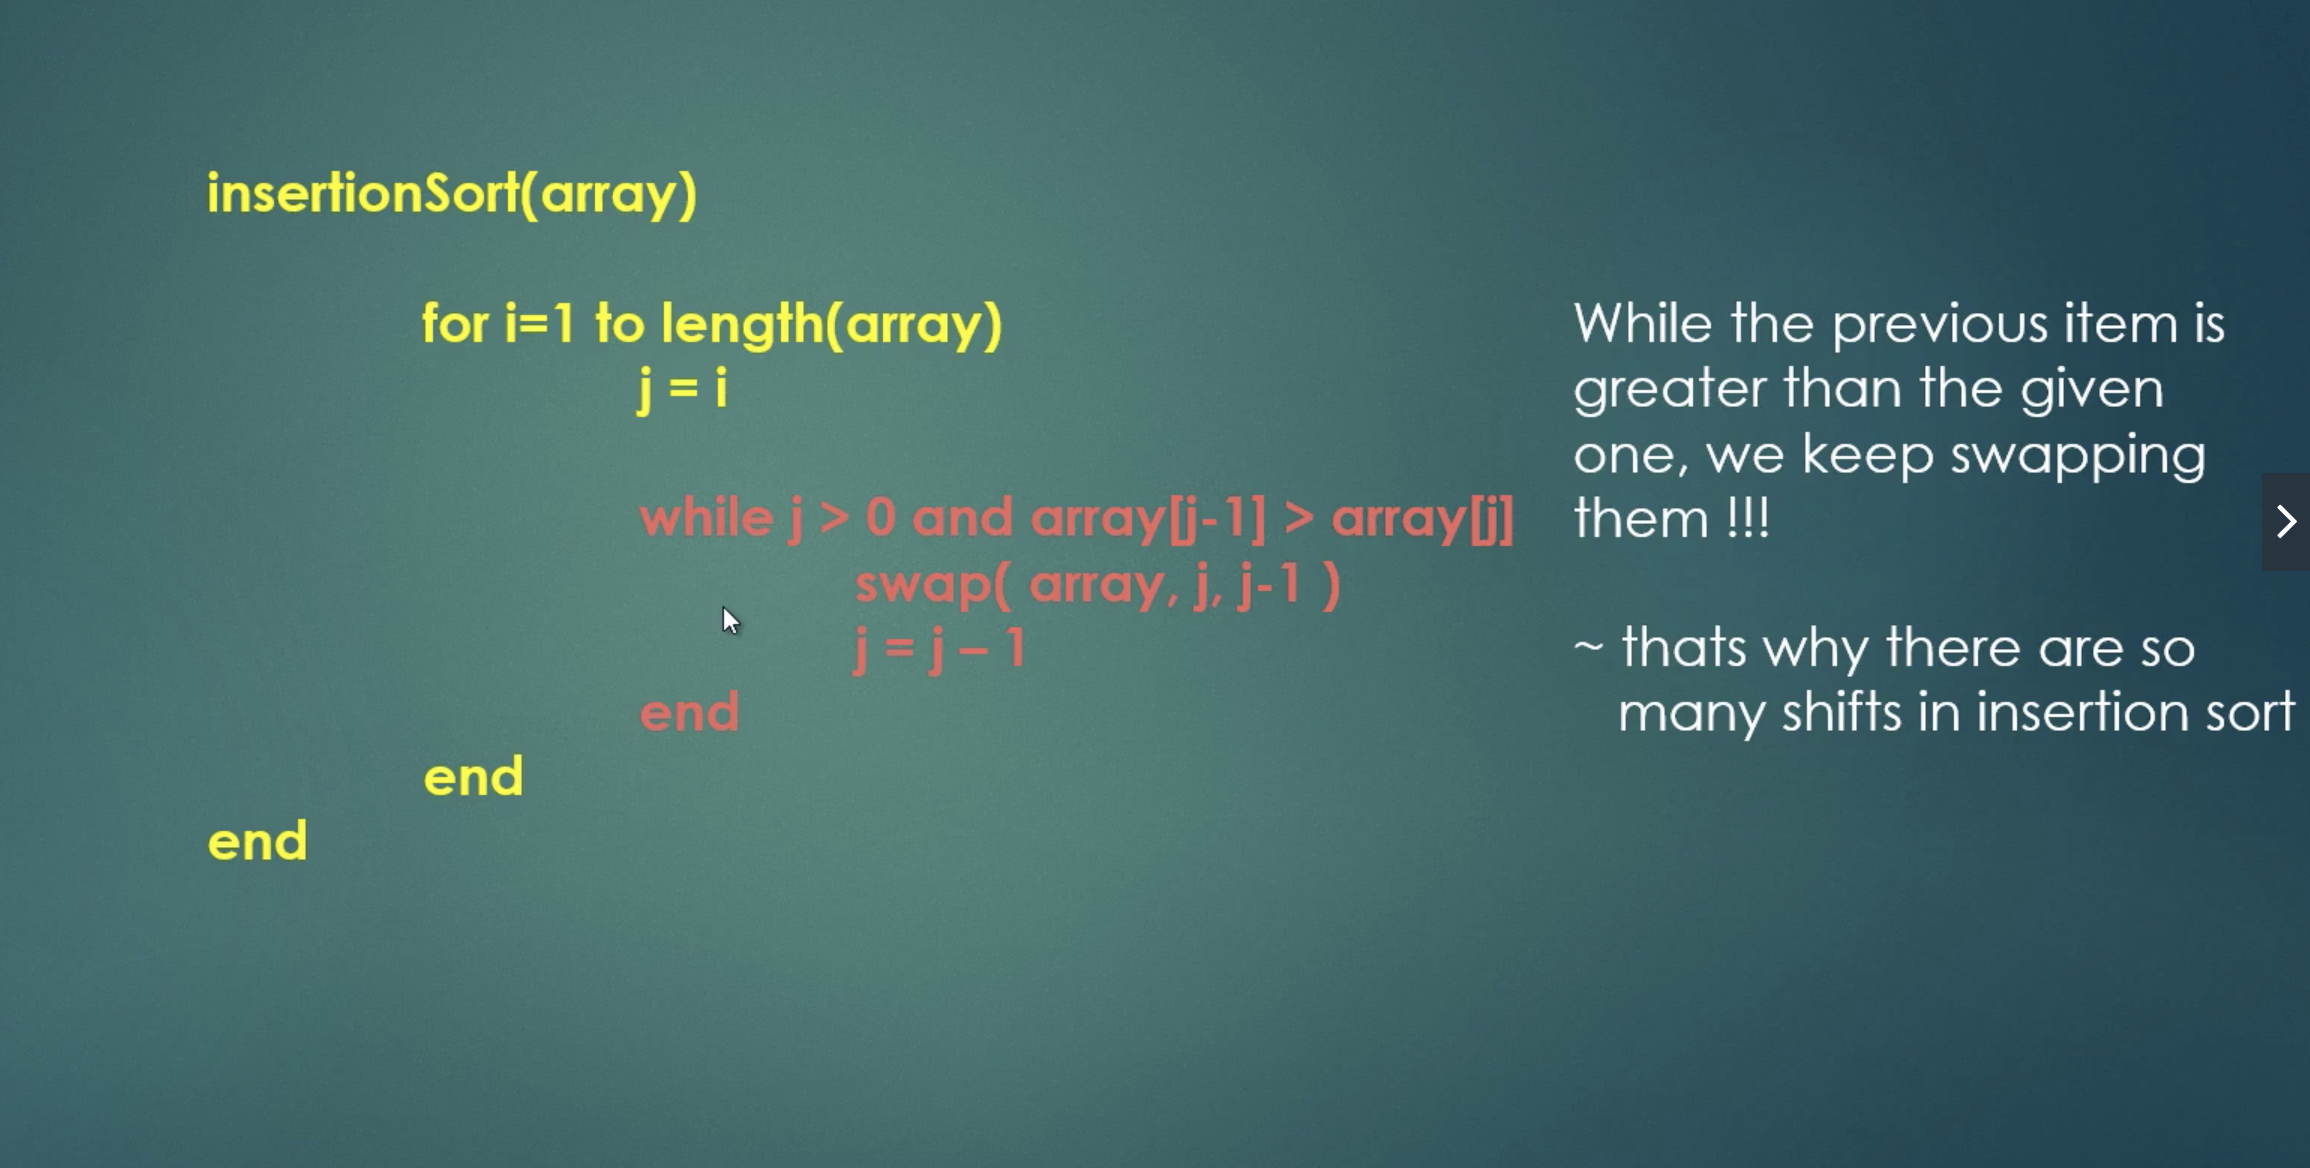 insertionSort(array)
for i=1 to length(array)
j = i
while j > 0 and array[j-1] > array[j]
swap( array, j, j-1 )
j = j – 1
end
end
end
While the previous item is
greater than the given
one, we keep swapping
them !!!
~ thats why there are so
many shifts in insertion sort